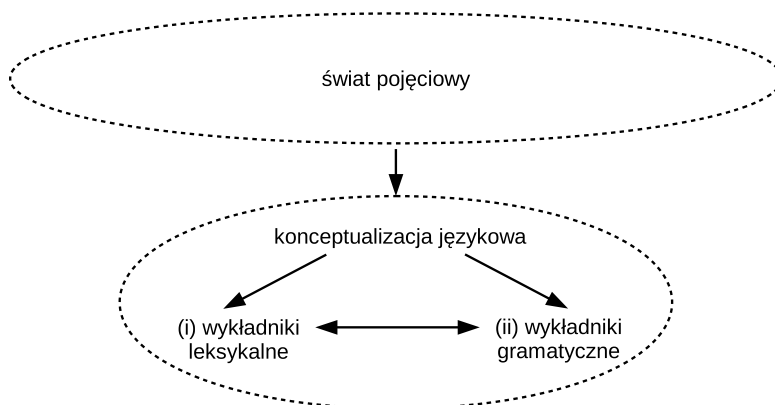 świat pojęciowy
konceptualizacja językowa
(i) wykładniki
leksykalne
(ii) wykładniki
gramatyczne